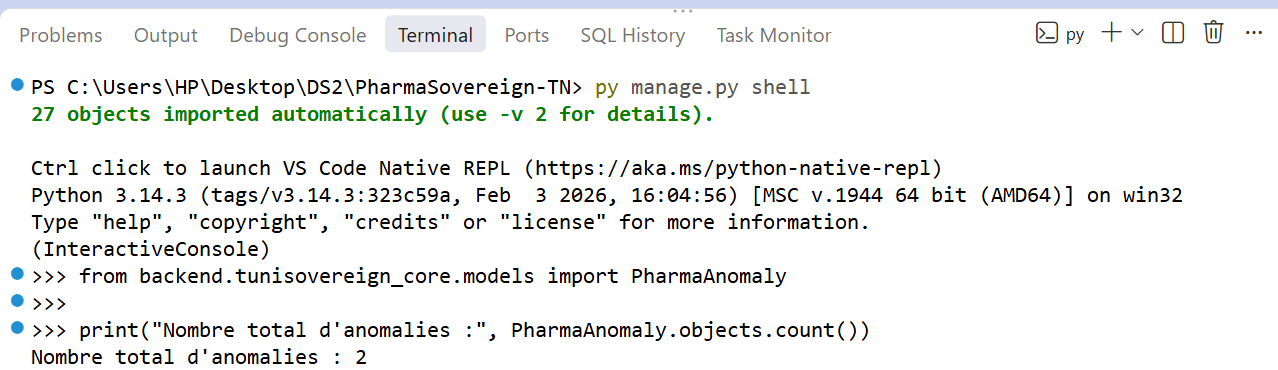 Problems Output Debug Console Terminal Ports SQL History Task Monitor py
PS C:\Users\HP\Desktop\DS2\PharmaSovereign-TN> py manage.py shell
27 objects imported automatically (use -v 2 for details).
Ctrl click to launch VS Code Native REPL (https://aka.ms/python-native-repl)
Python 3.14.3 (tags/v3.14.3:323c59a, Feb  3 2026, 16:04:56) [MSC v.1944 64 bit (AMD64)] on win32
Type "help", "copyright", "credits" or "license" for more information.
(InteractiveConsole)
>>> from backend.tunisovereign_core.models import PharmaAnomaly
>>>
>>> print("Nombre total d'anomalies :", PharmaAnomaly.objects.count())
Nombre total d'anomalies : 2